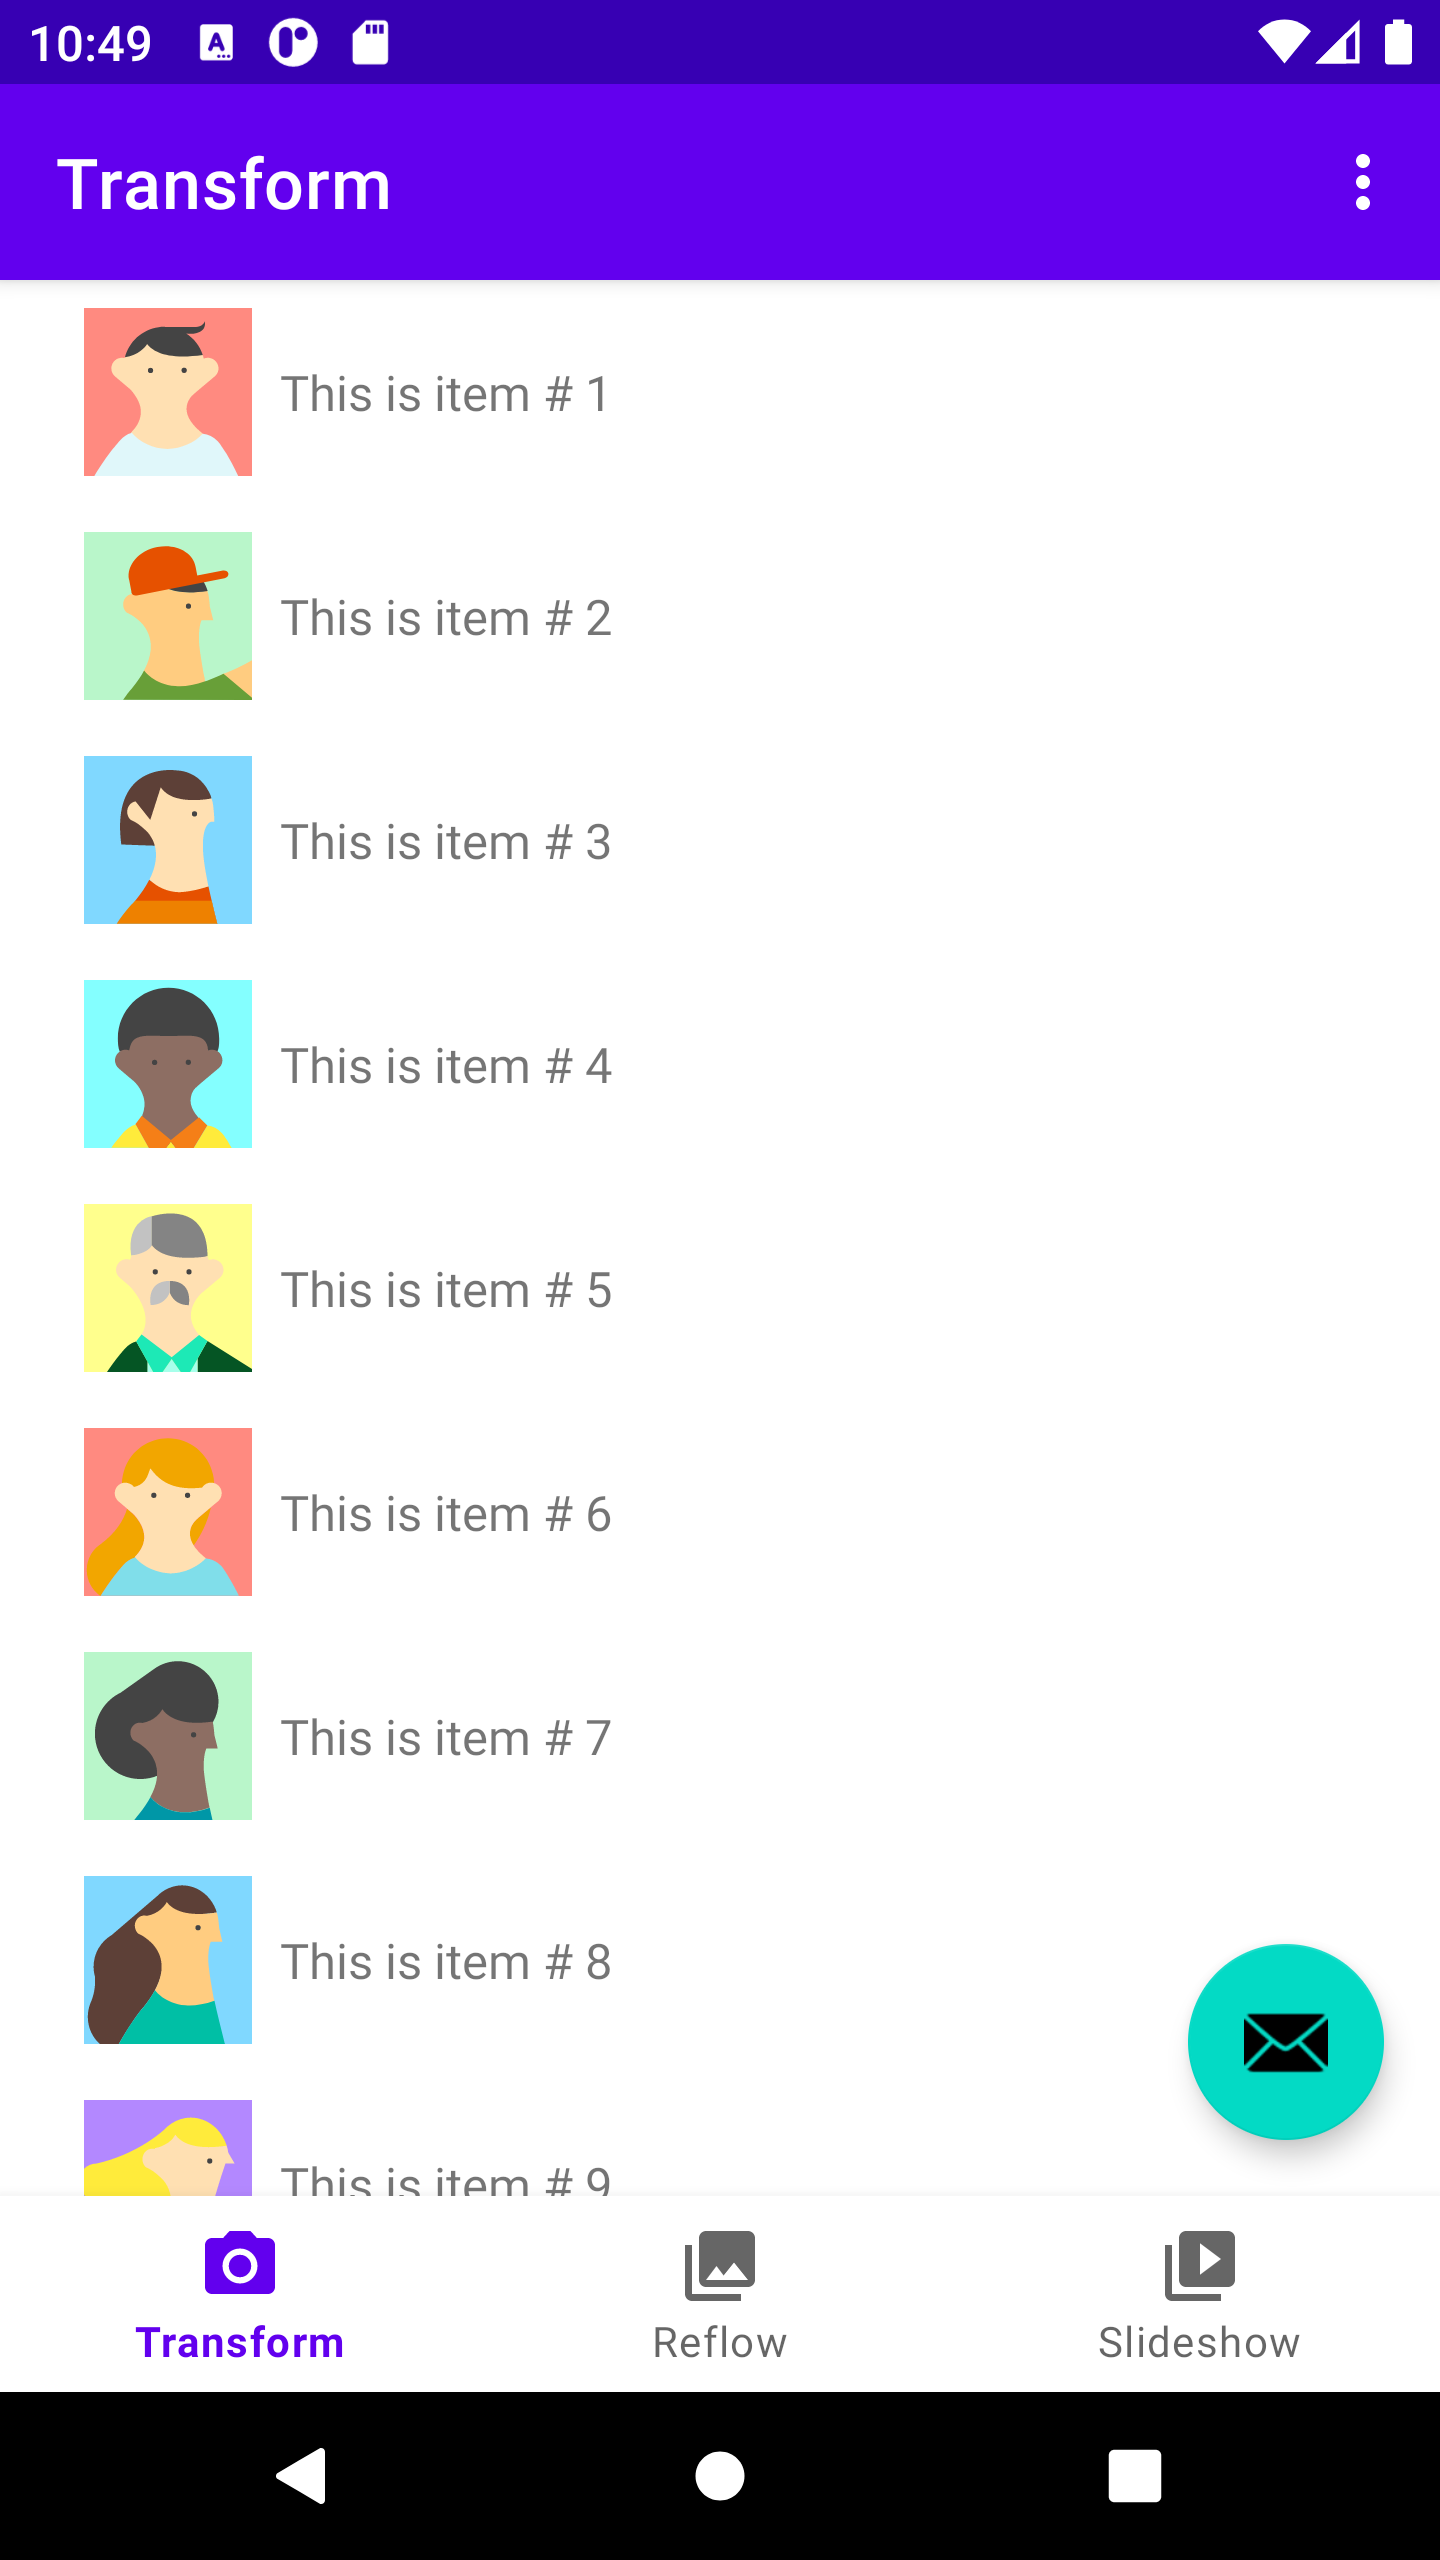 10:49
Transform
This is item # 1
This is item # 2
This is item # 3
This is item # 4
This is item # 5
This is item # 6
This is item # 7
This is item # 8
This is item # 9
Transform
Reflow
Slideshow